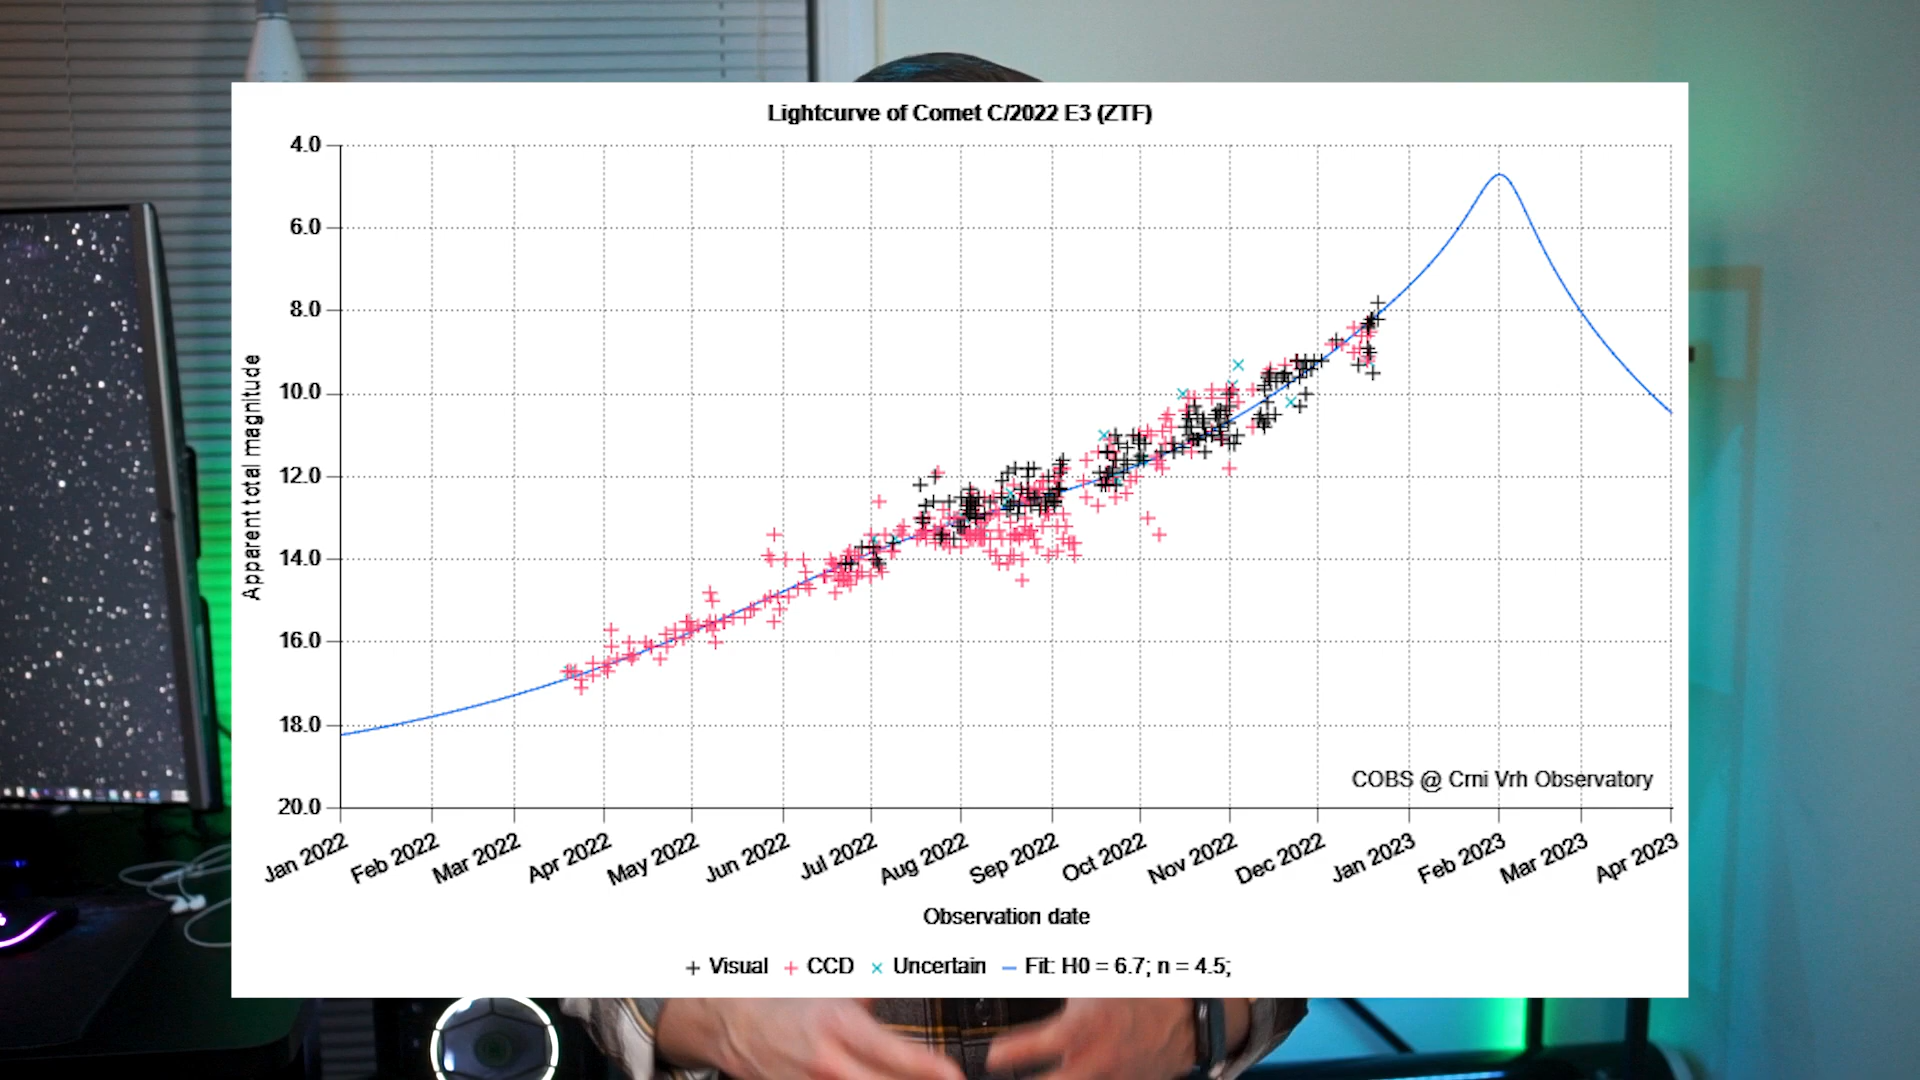 Lightcurve of Comet C/2022 E3 (ZTF)
4.0
6.0
8.0
10.0
12.0
14.0
16.0
18.0
20.0
Apparent total magnitude
COBS @ Crni Vrh Observatory
Jan 2022
Feb 2022
Mar 2022
Apr 2022
May 2022
Jun 2022
Jul 2022
Aug 2022
Sep 2022
Oct 2022
Nov 2022
Dec 2022
Jan 2023
Feb 2023
Mar 2023
Apr 2023
Observation date
Visual CCD Uncertain Fit: H0 = 6.7; n = 4.5;